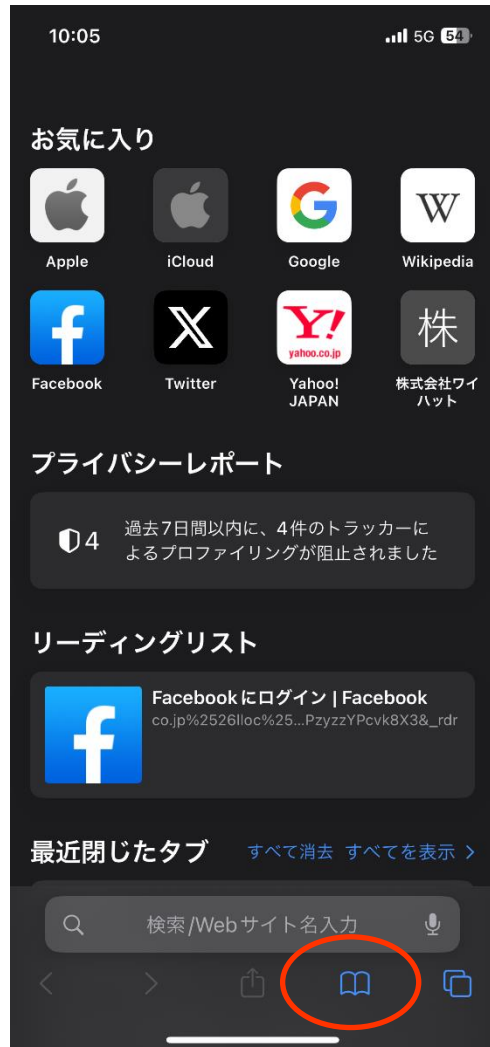 10:05 5G 54
お気に入り
W
Apple iCloud Google Wikipedia
Y!
yahoo.co.jp
株
Facebook Twitter Yahoo! 株式会社ワイ
JAPAN ハット
プライバシーレポート
4 過去7日間以内に、4件のトラッカーに
よるプロファイリングが阻止されました
リーディングリスト
Facebookにログイン | Facebook
co.jp%2526lloc%25...PzyzzYPcvk8X3&_rdr
最近閉じたタブ すべて消去 すべてを表示
検索/Webサイト名入力